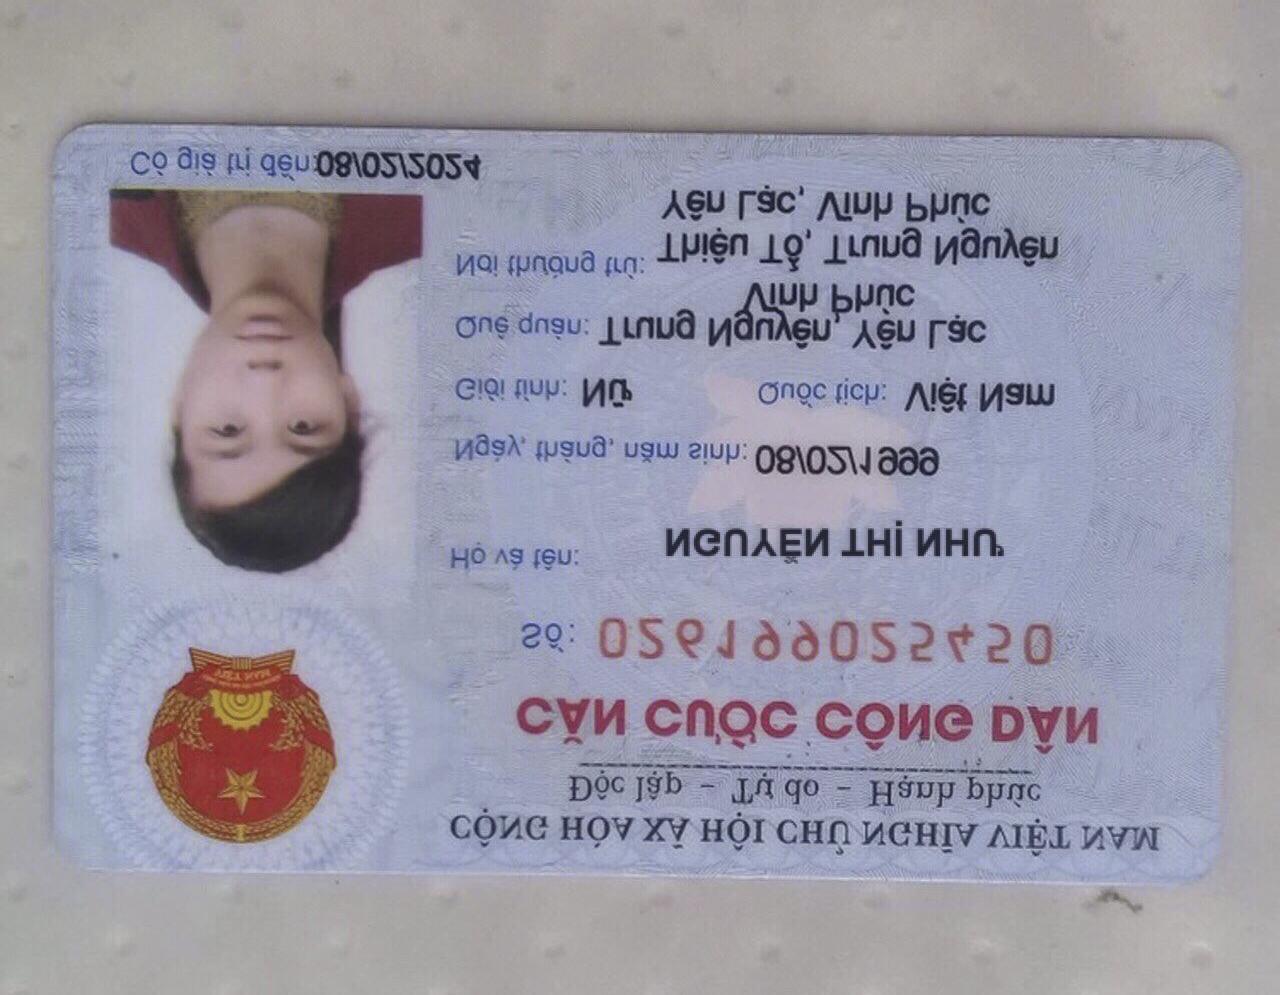 CỘNG HÒA XÃ HỘI CHỦ NGHĨA VIỆT NAM
Độc lập - Tự do - Hạnh phúc
CĂN CƯỚC CÔNG DÂN
Số: 026199025450
Họ và tên: NGUYỄN THỊ NHƯ
Ngày, tháng, năm sinh: 08/02/1999
Giới tính: Nữ Quốc tịch: Việt Nam
Quê quán: Trung Nguyên, Yên Lạc
Vĩnh Phúc
Nơi thường trú: Thiệu Tổ, Trung Nguyên
Yên Lạc, Vĩnh Phúc
Có giá trị đến: 08/02/2024
VIỆT NAM